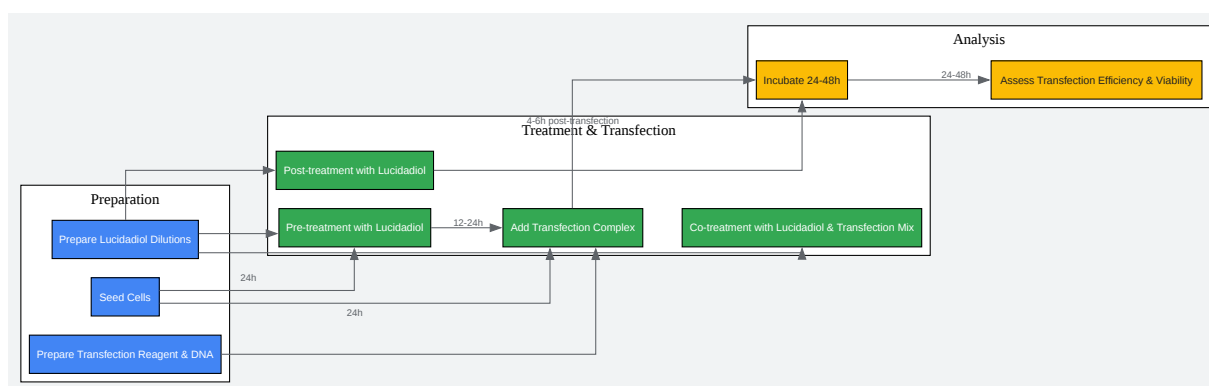 Analysis
Incubate 24-48h
24-48h
Assess Transfection Efficiency & Viability
4-6h post-transfection
Treatment & Transfection
Post-treatment with Lucidadiol
Preparation
Prepare Lucidadiol Dilutions
Pre-treatment with Lucidadiol
12-24h
Add Transfection Complex
Co-treatment with Lucidadiol & Transfection Mix
24h
Seed Cells
24h
Prepare Transfection Reagent & DNA